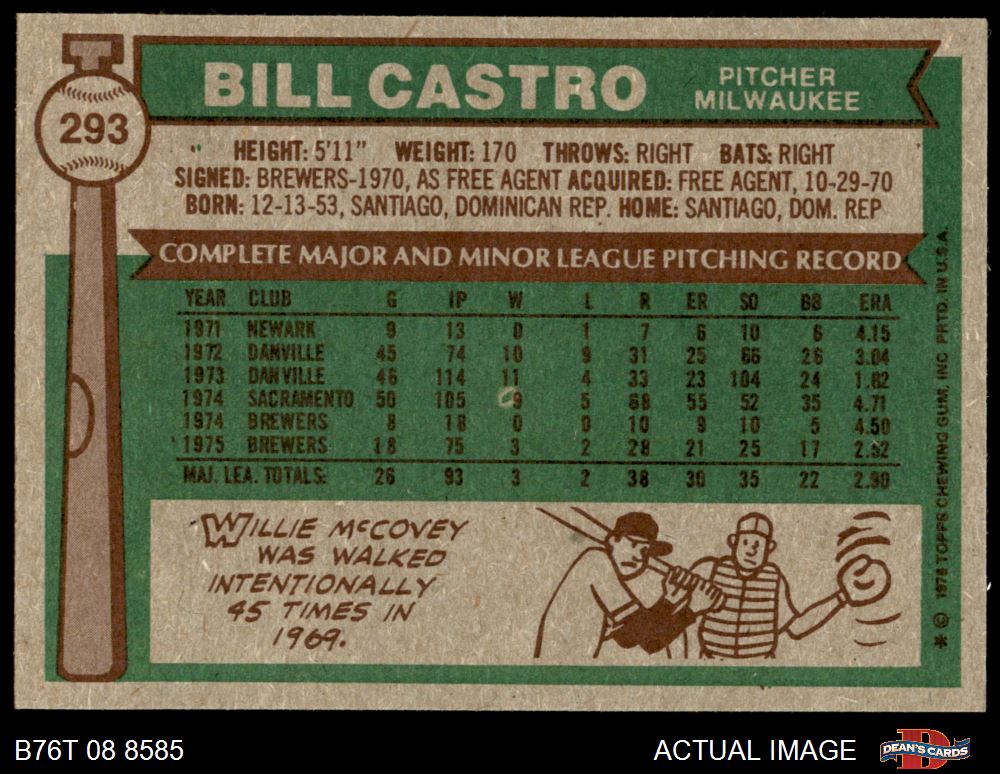 BILL CASTRO
PITCHER
MILWAUKEE
293
HEIGHT: 5'11" WEIGHT: 170 THROWS: RIGHT BATS: RIGHT
SIGNED: BREWERS-1970, AS FREE AGENT ACQUIRED: FREE AGENT, 10-29-70
BORN: 12-13-53, SANTIAGO, DOMINICAN REP. HOME: SANTIAGO, DOM. REP
COMPLETE MAJOR AND MINOR LEAGUE PITCHING RECORD
YEAR CLUB G IP W L R ER SO BB ERA
1971 NEWARK 9 13 0 1 7 6 10 6 4.15
1972 DANVILLE 45 74 10 9 31 25 66 26 3.04
1973 DANVILLE 46 114 11 4 33 23 104 24 1.82
1974 SACRAMENTO 50 105 9 5 68 55 52 35 4.71
1974 BREWERS 8 18 0 0 10 9 10 5 4.50
1975 BREWERS 18 75 3 2 28 21 25 17 2.52
MAJ. LEA. TOTALS: 26 93 3 2 38 30 35 22 2.90
WILLIE McCOVEY
WAS WALKED
INTENTIONALLY
45 TIMES IN
1969.
* © 1976 TOPPS CHEWING GUM, INC. PRTD. IN U.S.A.
B76T 08 8585
ACTUAL IMAGE
DEAN'S CARDS